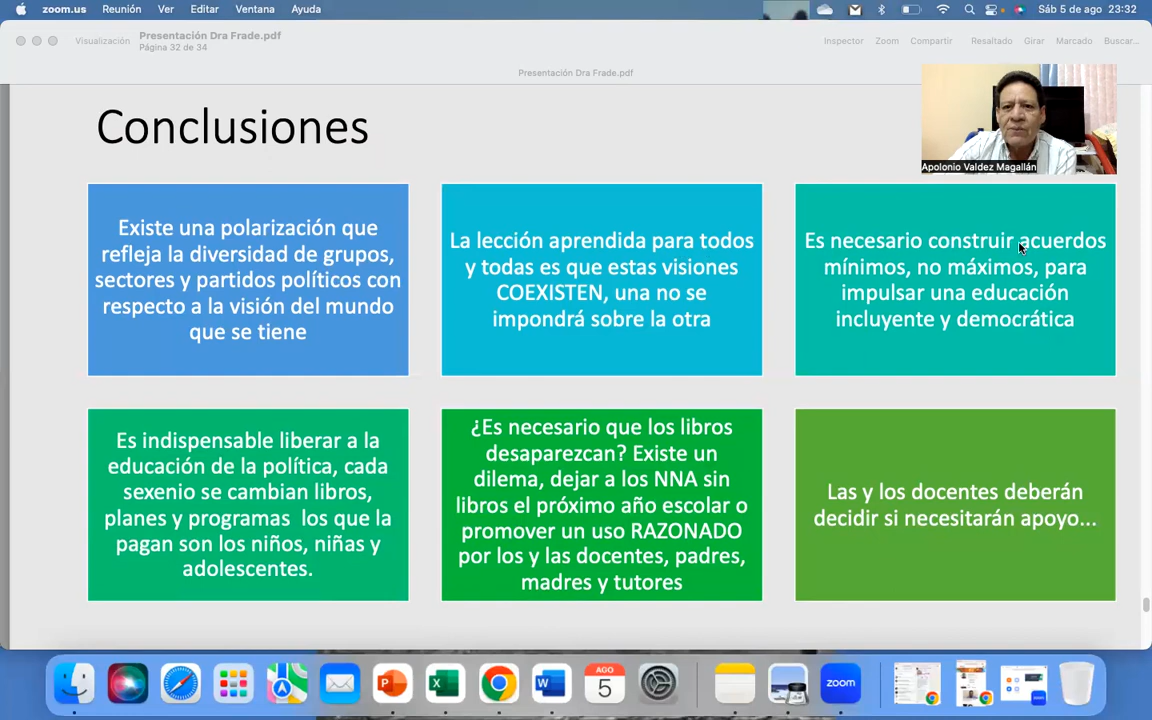 zoom.us Reunión Ver Editar Ventana Ayuda Sáb 5 de ago 23:32
Visualización Presentación Dra Frade.pdf Inspector Zoom Compartir Resaltado Girar Marcado Buscar...
Página 32 de 34
Presentación Dra Frade.pdf
Apolonio Valdez Magallán
Conclusiones
Existe una polarización que
refleja la diversidad de grupos,
sectores y partidos políticos con
respecto a la visión del mundo
que se tiene
La lección aprendida para todos
y todas es que estas visiones
COEXISTEN, una no se
impondrá sobre la otra
Es necesario construir acuerdos
mínimos, no máximos, para
impulsar una educación
incluyente y democrática
Es indispensable liberar a la
educación de la política, cada
sexenio se cambian libros,
planes y programas los que la
pagan son los niños, niñas y
adolescentes.
¿Es necesario que los libros
desaparezcan? Existe un
dilema, dejar a los NNA sin
libros el próximo año escolar o
promover un uso RAZONADO
por los y las docentes, padres,
madres y tutores
Las y los docentes deberán
decidir si necesitarán apoyo...
AGO
5
zoom